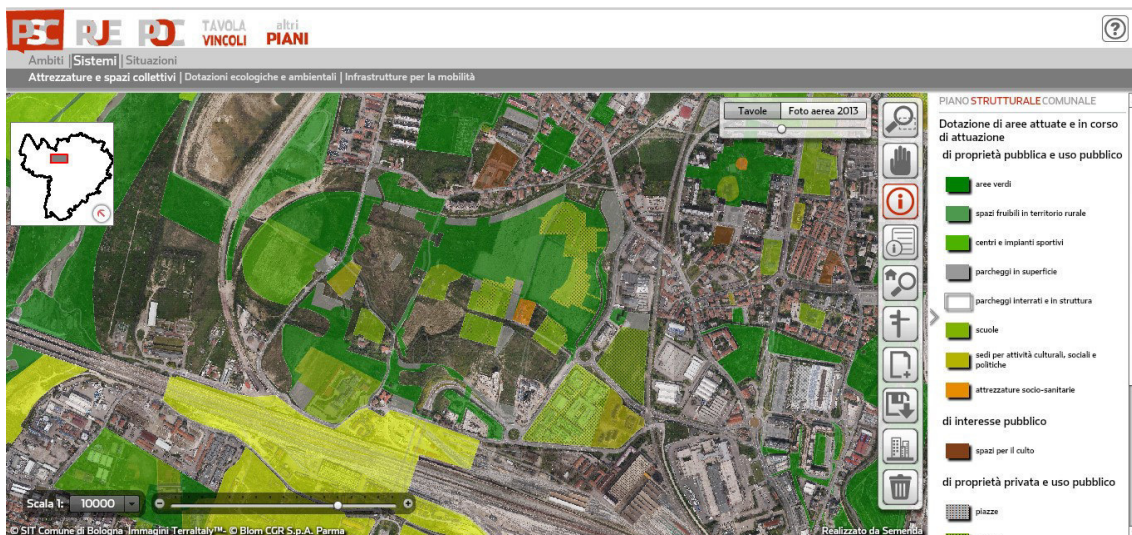 PSC RUE POC TAVOLA VINCOLI altri PIANI
?
Ambiti | Sistemi | Situazioni
Attrezzature e spazi collettivi | Dotazioni ecologiche e ambientali | Infrastrutture per la mobilità
Tavole Foto aerea 2013
PIANO STRUTTURALE COMUNALE
Dotazione di aree attuate e in corso
di attuazione
di proprietà pubblica e uso pubblico
aree verdi
spazi fruibili in territorio rurale
centri e impianti sportivi
parcheggi in superficie
parcheggi interrati e in struttura
scuole
sedi per attività culturali, sociali e
politiche
attrezzature socio-sanitarie
di interesse pubblico
spazi per il culto
di proprietà privata e uso pubblico
piazze
Scala 1: 10000
© SIT Comune di Bologna Immagini TerraItaly™- © Blom CGR S.p.A. Parma
Realizzato da Semenda